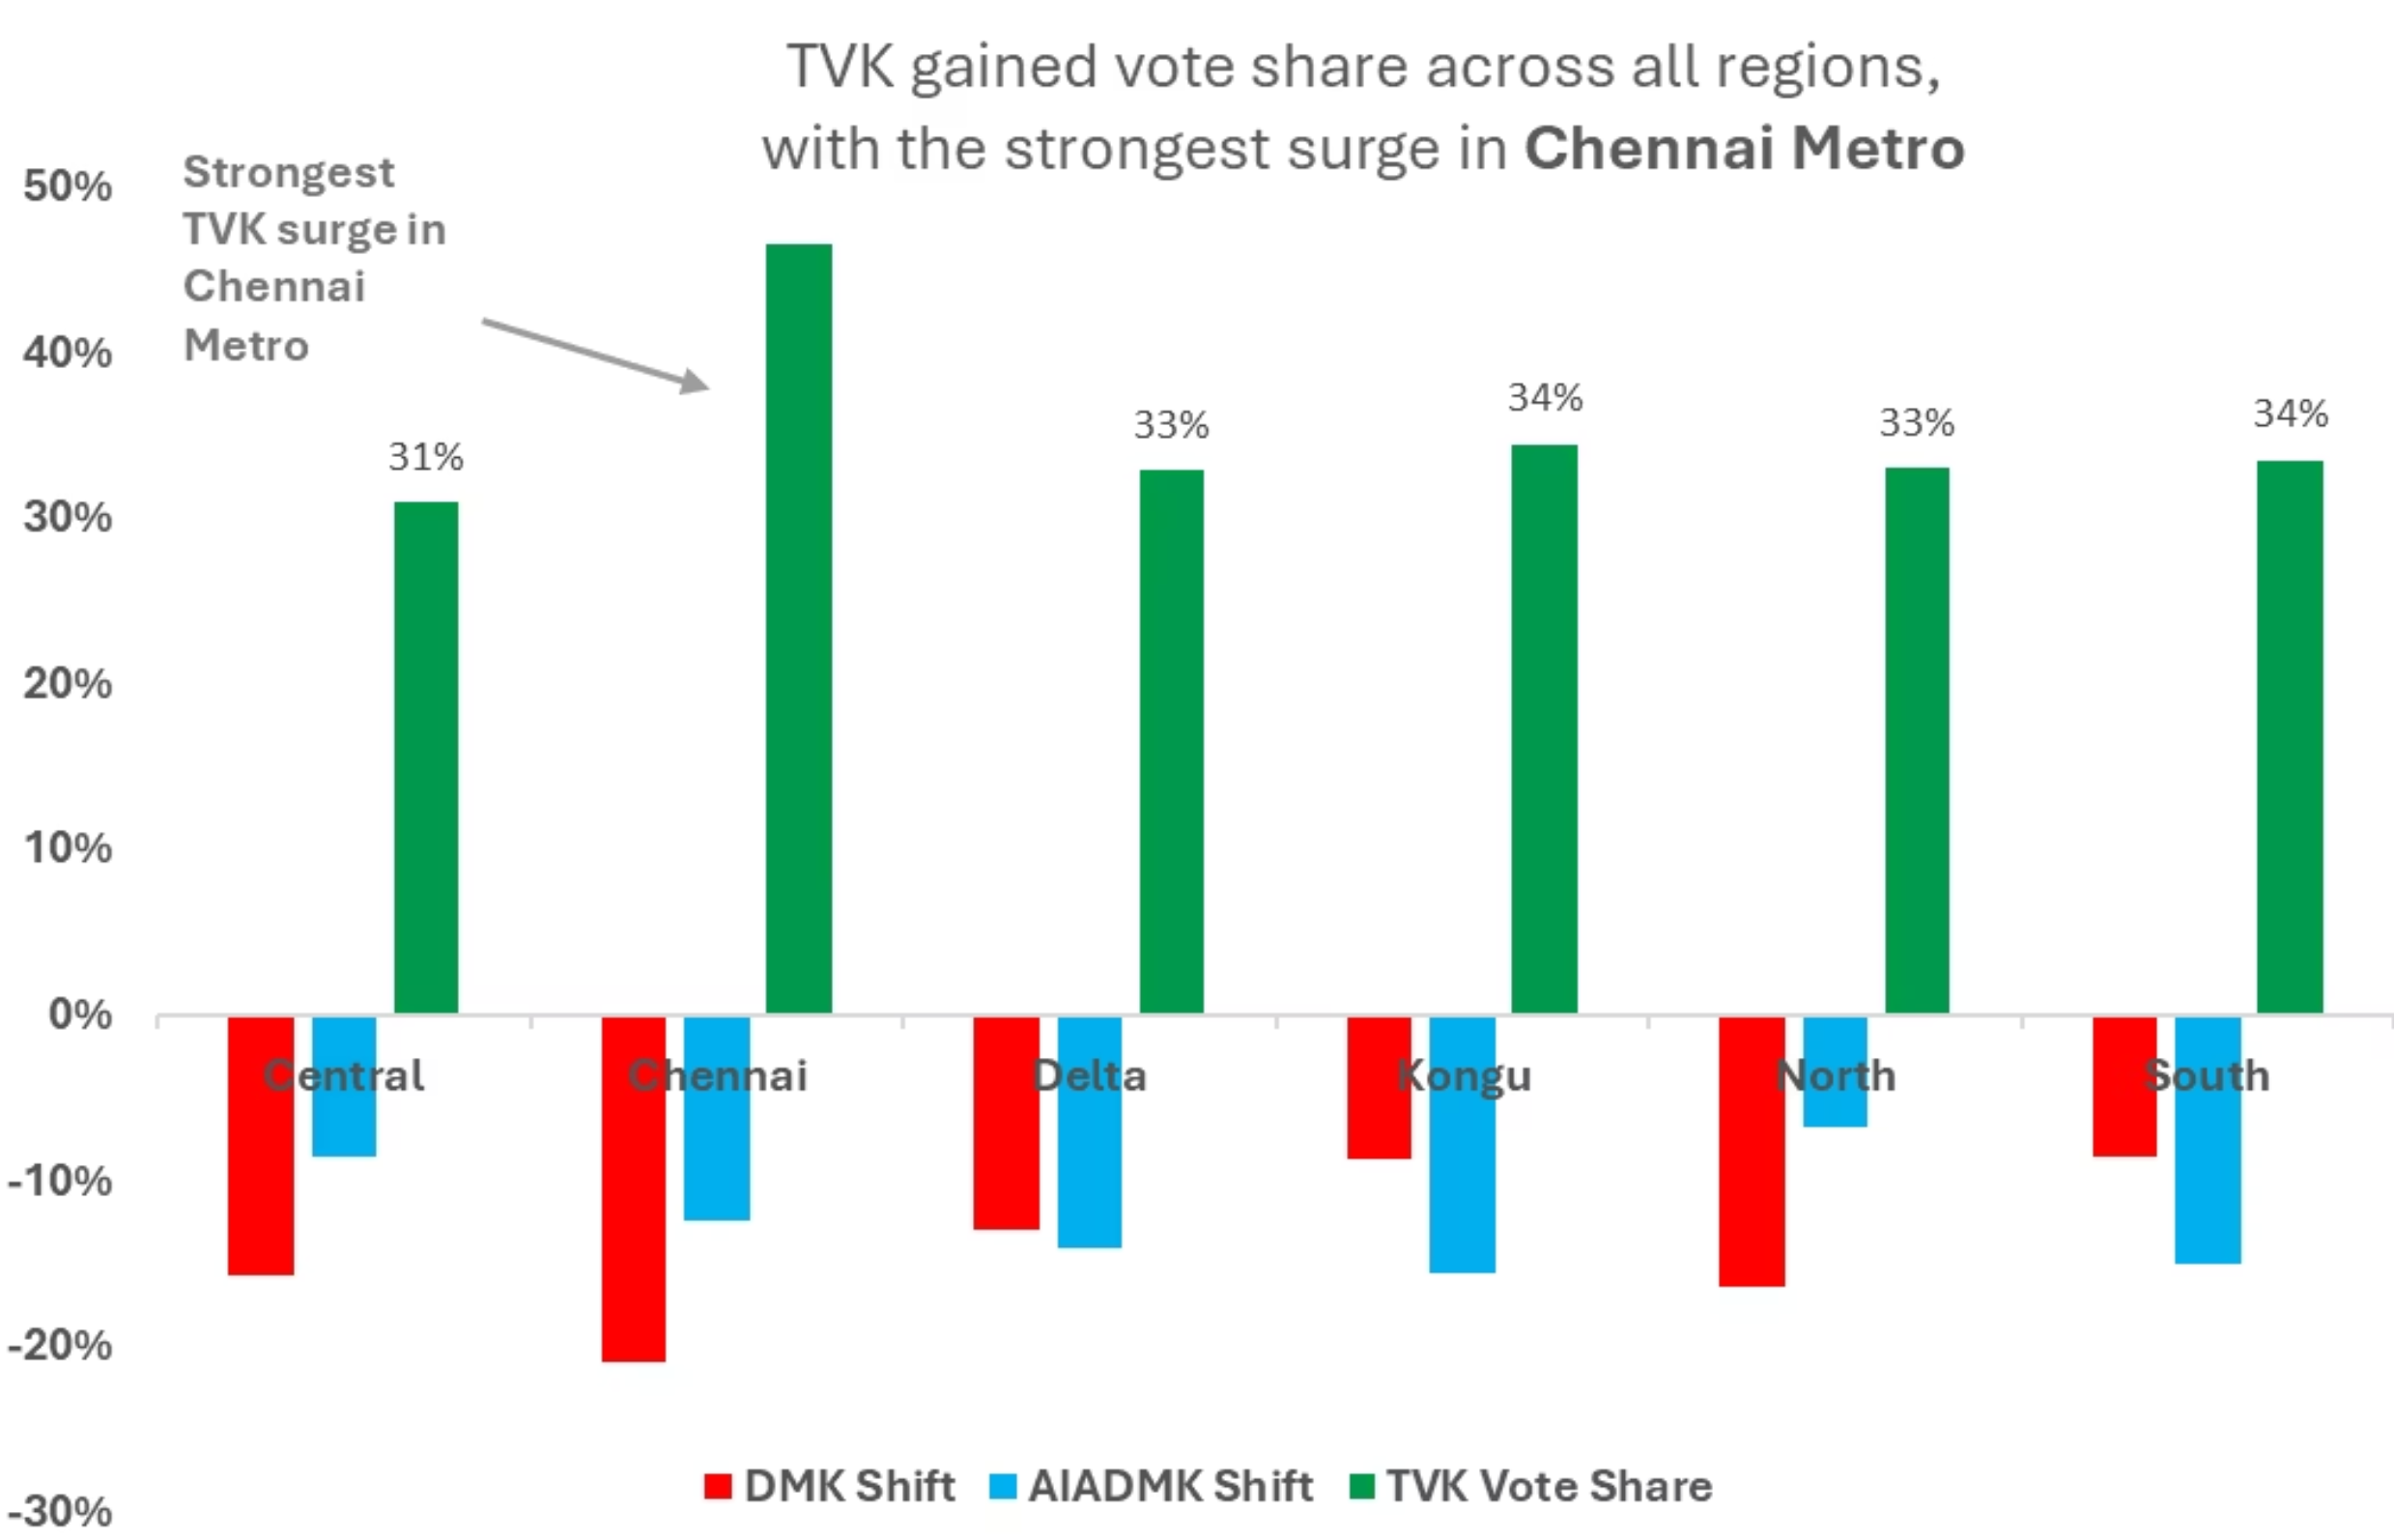 TVK gained vote share across all regions,
with the strongest surge in Chennai Metro
Strongest
TVK surge in
Chennai
Metro
50%
40%
30%
20%
10%
0%
-10%
-20%
-30%
31%
33%
34%
33%
34%
Central
Chennai
Delta
Kongu
North
South
DMK Shift
AIADMK Shift
TVK Vote Share